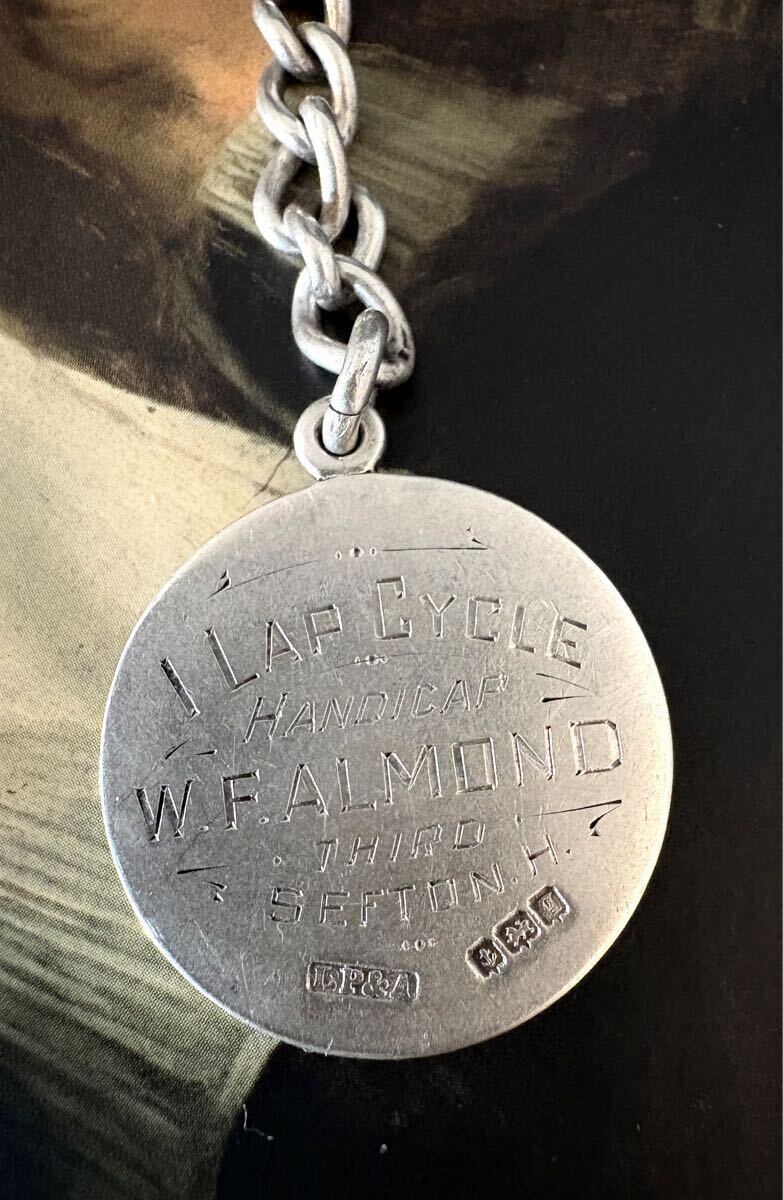 1 LAP CYCLE
HANDICAP
W.F. ALMOND
THIRD
SEFTON. H.
P&A